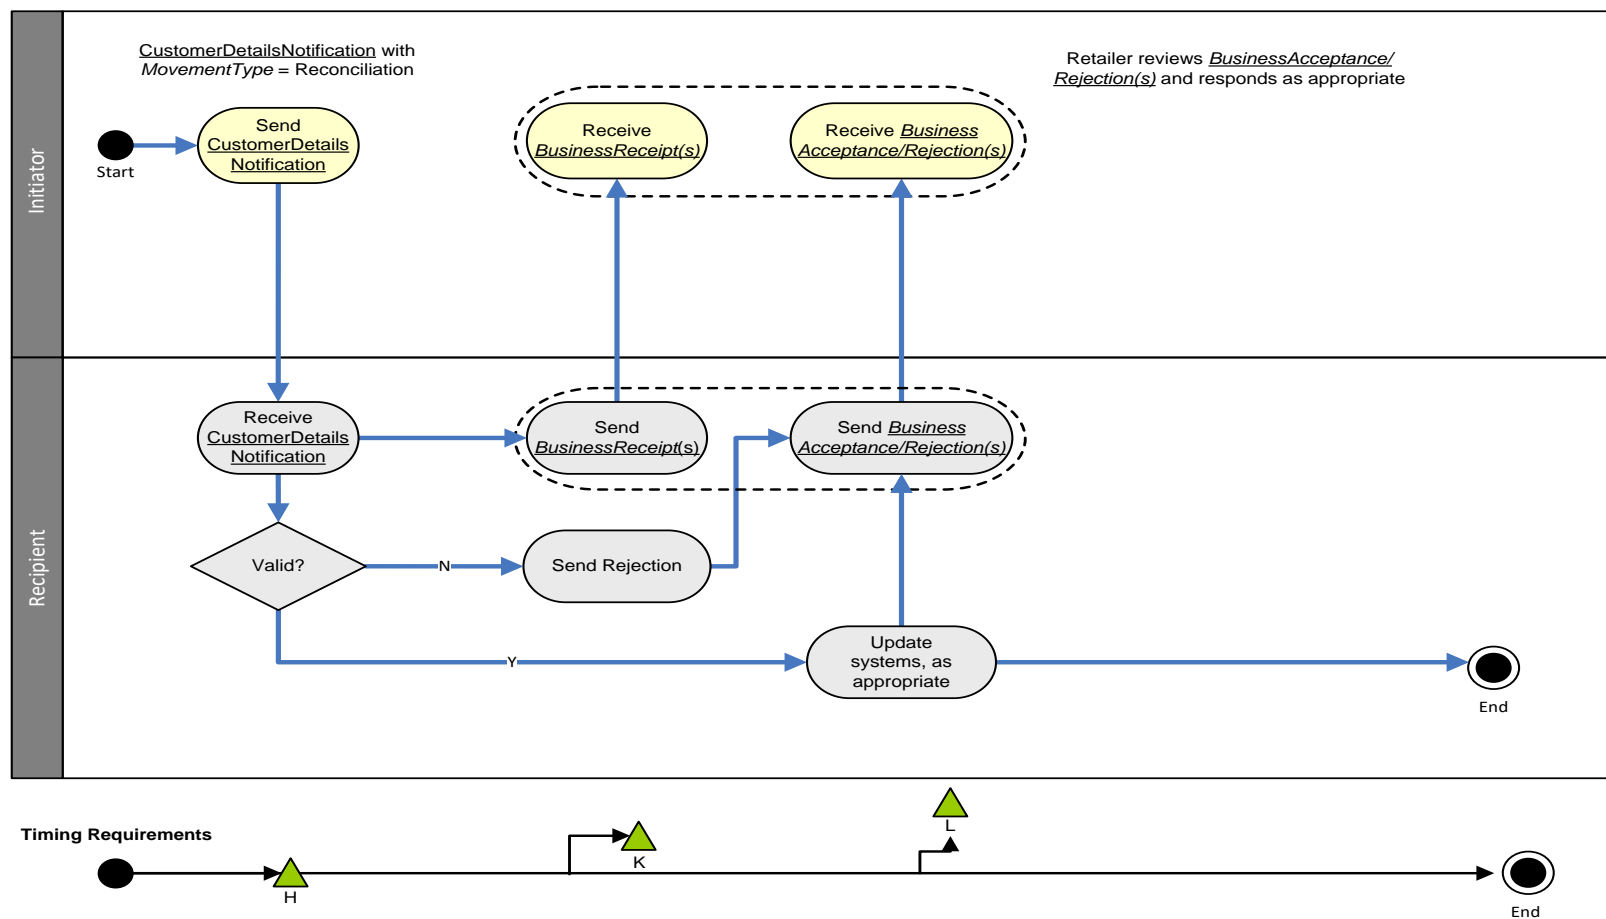 CustomerDetailsNotification with
MovementType = Reconciliation
Retailer reviews BusinessAcceptance/
Rejection(s) and responds as appropriate
Initiator
Start
Send
CustomerDetails
Notification
Receive
BusinessReceipt(s)
Receive Business
Acceptance/Rejection(s)
Recipient
Receive
CustomerDetails
Notification
Send
BusinessReceipt(s)
Send Business
Acceptance/Rejection(s)
Valid?
N
Send Rejection
Y
Update
systems, as
appropriate
End
Timing Requirements
H
K
L
End